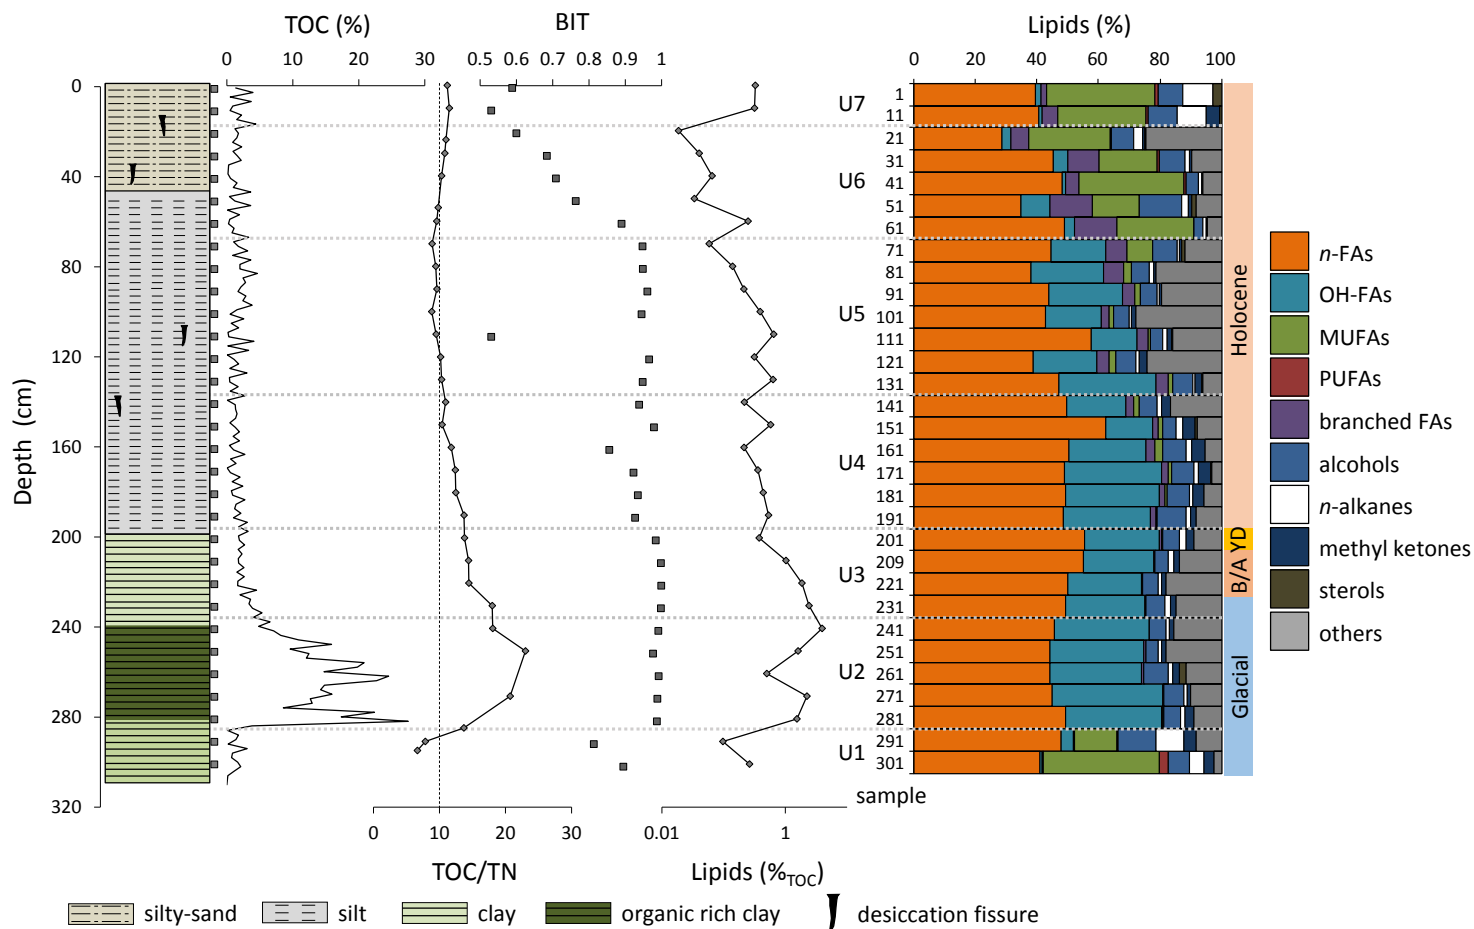 TOC (%) BIT Lipids (%)
0 10 20 30 0.5 0.6 0.7 0.8 0.9 1 0 20 40 60 80 100
Depth (cm)
0
40
80
120
160
200
240
280
320
U7
U6
U5
U4
U3
U2
U1
1
11
21
31
41
51
61
71
81
91
101
111
121
131
141
151
161
171
181
191
201
209
221
231
241
251
261
271
281
291
301
sample
Holocene
YD
B/A
Glacial
n-FAs
OH-FAs
MUFAs
PUFAs
branched FAs
alcohols
n-alkanes
methyl ketones
sterols
others
0 10 20 30 0.01 1
TOC/TN Lipids (%TOC)
silty-sand silt clay organic rich clay desiccation fissure